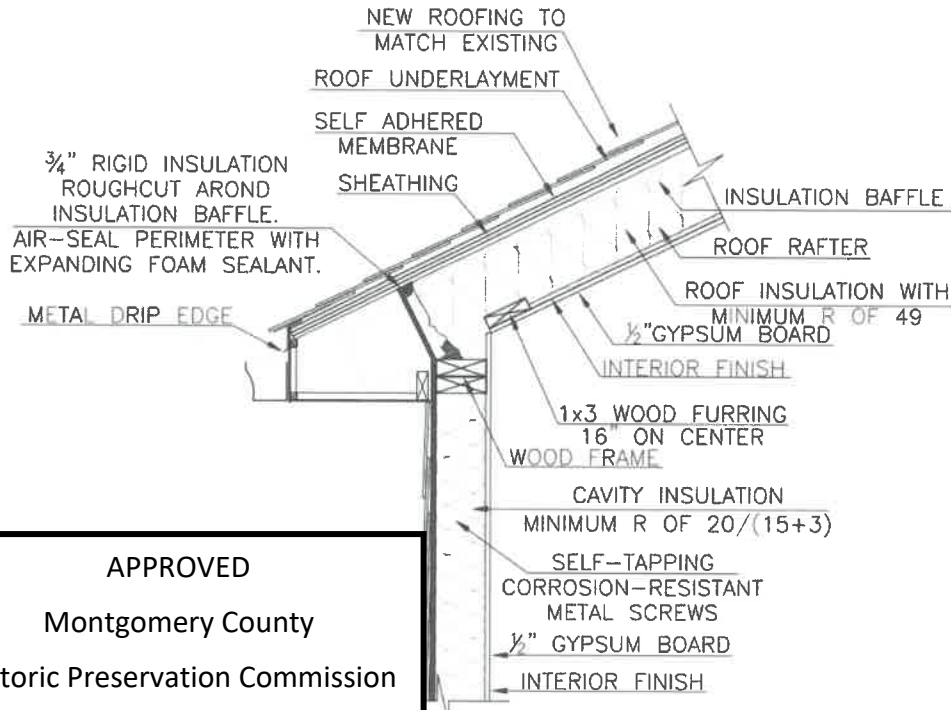 NEW ROOFING TO
MATCH EXISTING
ROOF UNDERLAYMENT
SELF ADHERED
MEMBRANE
SHEATHING
¾" RIGID INSULATION
ROUGHCUT AROND
INSULATION BAFFLE.
AIR-SEAL PERIMETER WITH
EXPANDING FOAM SEALANT.
METAL DRIP EDGE
INSULATION BAFFLE
ROOF RAFTER
ROOF INSULATION WITH
MINIMUM R OF 49
½"GYPSUM BOARD
INTERIOR FINISH
1x3 WOOD FURRING
16" ON CENTER
WOOD FRAME
CAVITY INSULATION
MINIMUM R OF 20/(15+3)
SELF-TAPPING
CORROSION-RESISTANT
METAL SCREWS
½" GYPSUM BOARD
INTERIOR FINISH
APPROVED
Montgomery County
toric Preservation Commission